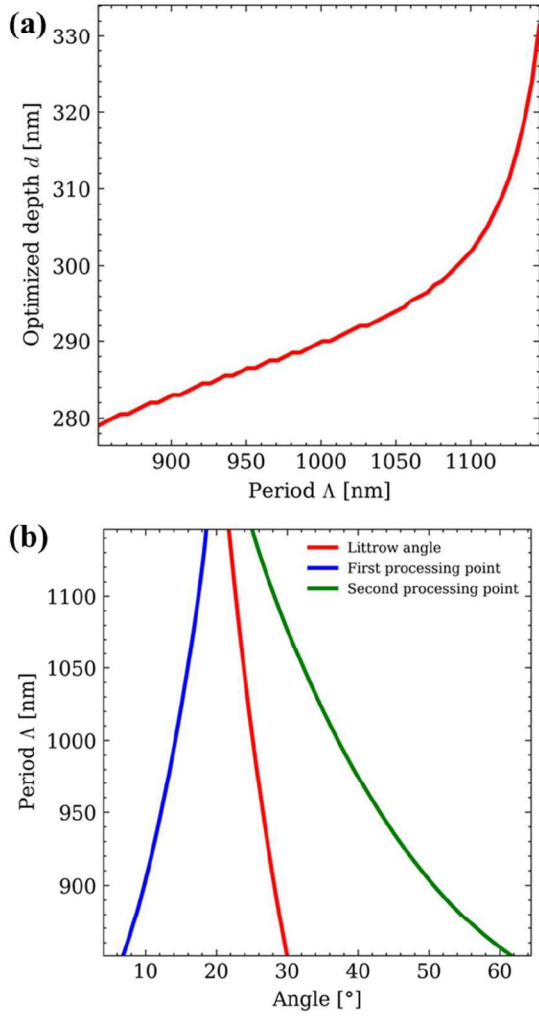 (a)
Optimized depth d [nm]
330
320
310
300
290
280
900 950 1000 1050 1100
Period Λ [nm]
(b)
Littrow angle
First processing point
Second processing point
Period Λ [nm]
1100
1050
1000
950
900
10 20 30 40 50 60
Angle [°]